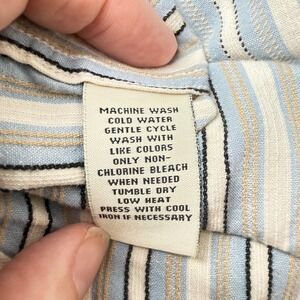 MACHINE WASH
COLD WATER
GENTLE CYCLE
WASH WITH
LIKE COLORS
ONLY NON-
CHLORINE BLEACH
WHEN NEEDED
TUMBLE DRY
LOW HEAT
PRESS WITH COOL
IRON IF NECESSARY